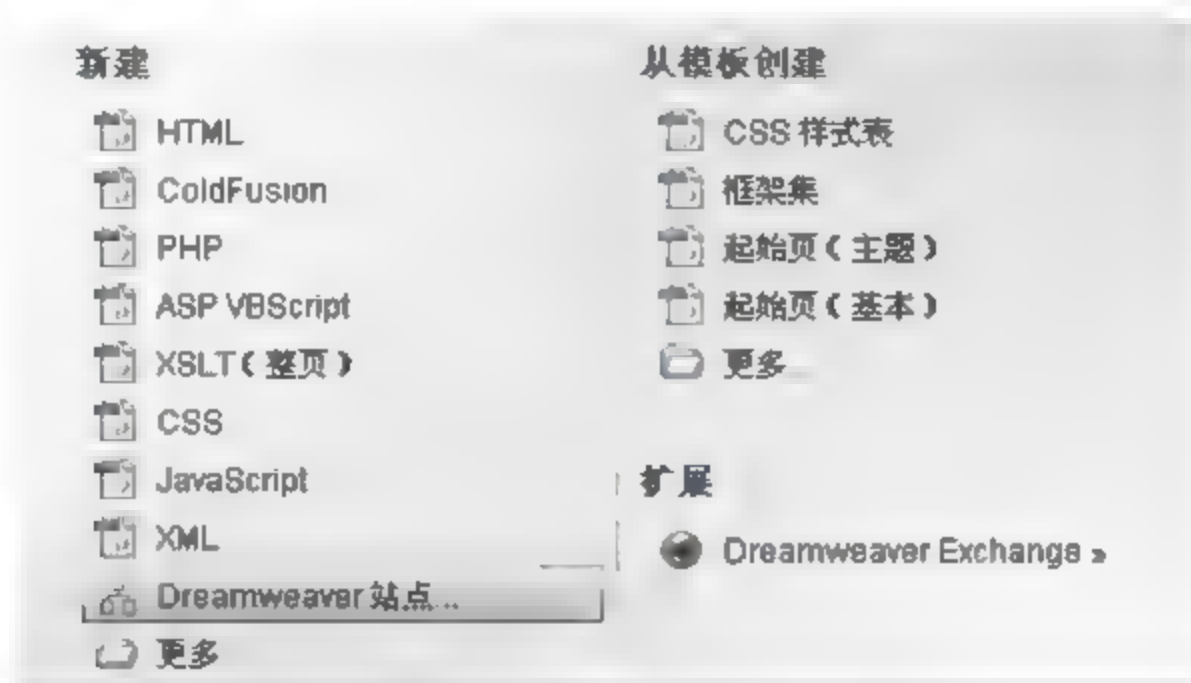 新建
HTML
ColdFusion
PHP
ASP VBScript
XSLT（整页）
CSS
JavaScript
XML
Dreamweaver 站点...
更多
从模板创建
CSS 样式表
框架集
起始页（主题）
起始页（基本）
更多...
扩展
Dreamweaver Exchange »